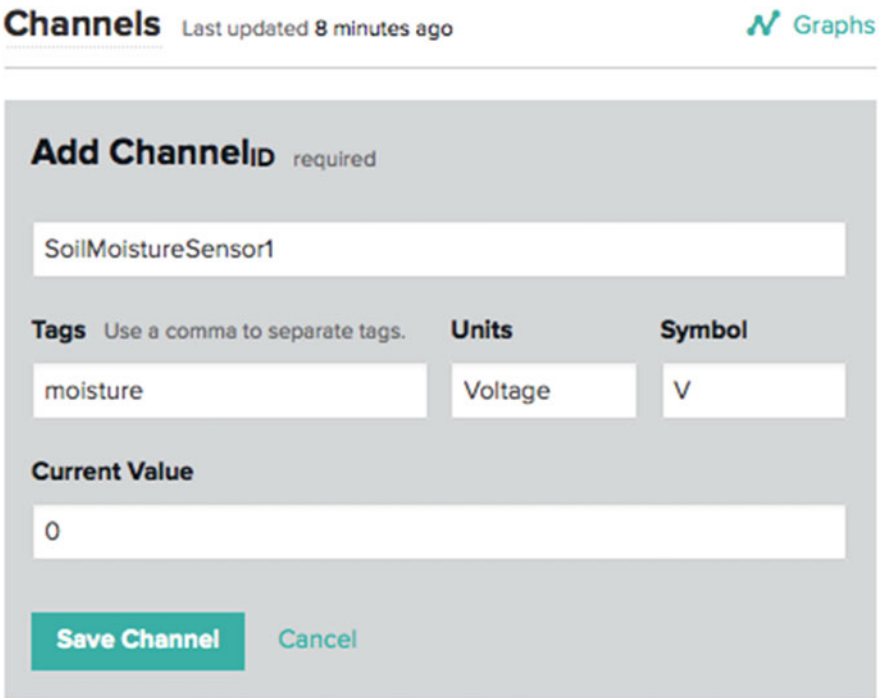 Channels Last updated 8 minutes ago Graphs
Add ChannelID required
SoilMoistureSensor1
Tags Use a comma to separate tags. Units Symbol
moisture Voltage V
Current Value
0
Save Channel Cancel